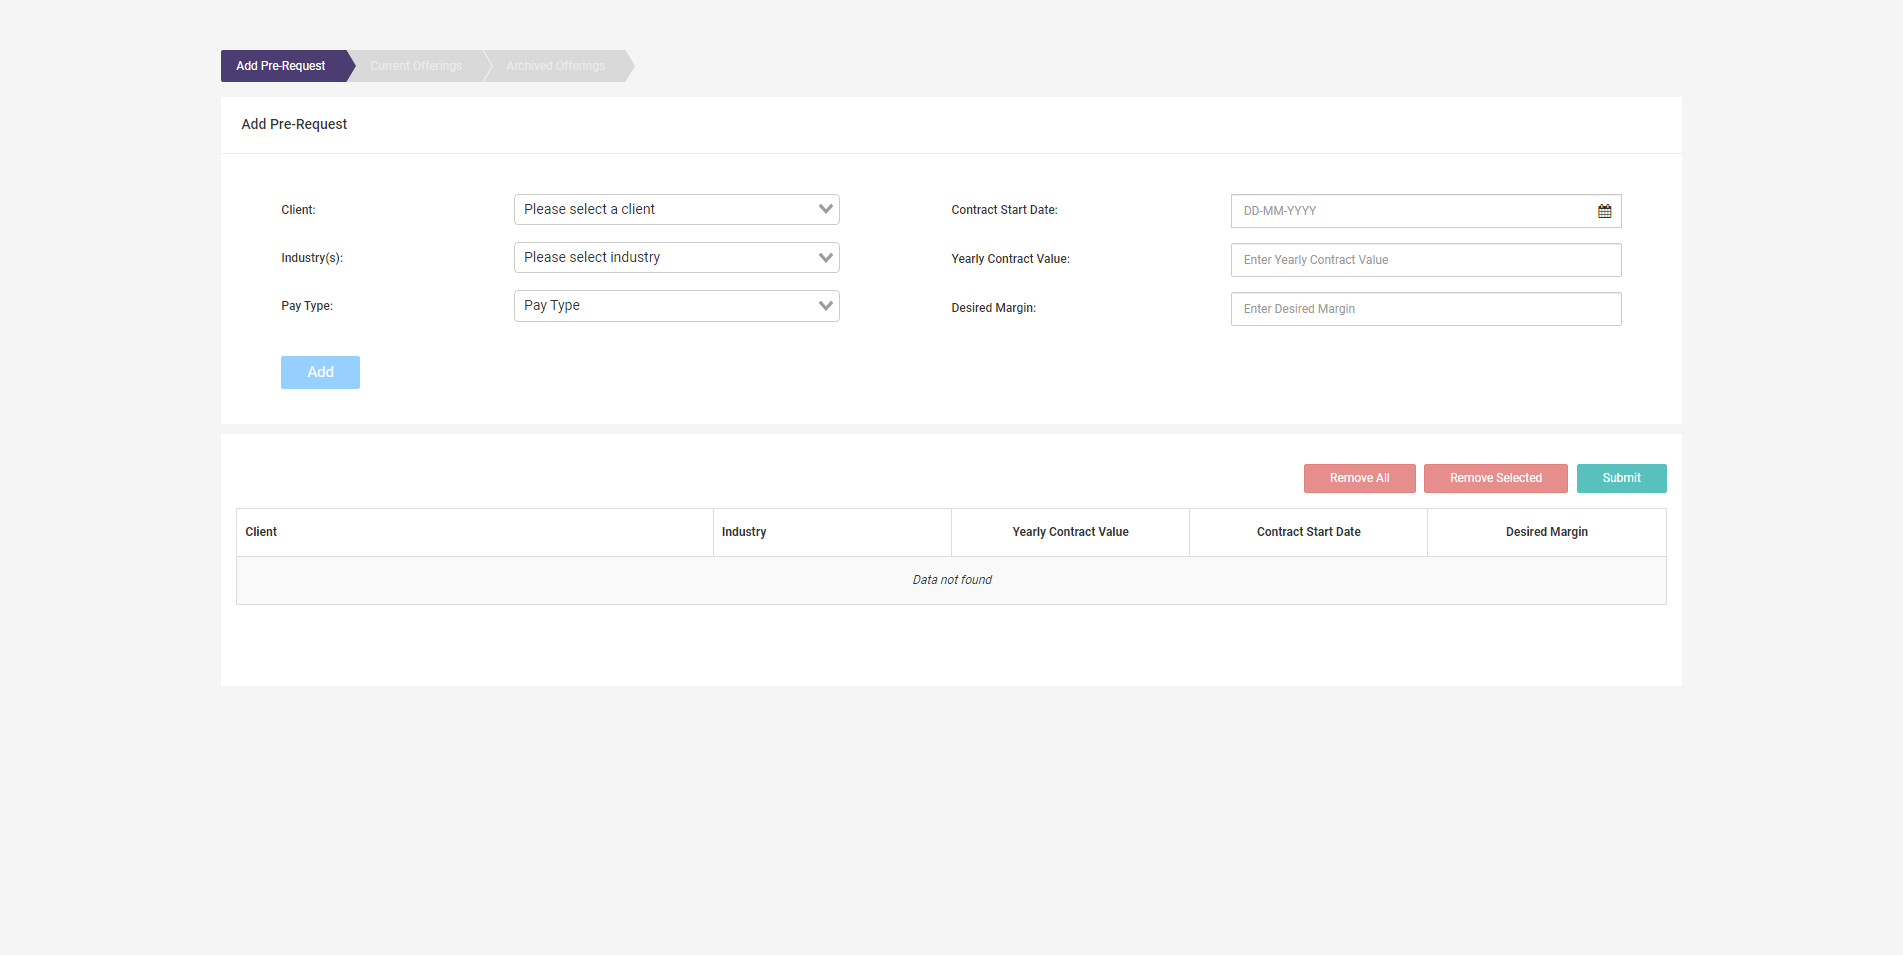 Add Pre-Request
Current Offerings
Archived Offerings
Add Pre-Request
Client:
Please select a client
Contract Start Date:
DD-MM-YYYY
Industry(s):
Please select industry
Yearly Contract Value:
Enter Yearly Contract Value
Pay Type:
Pay Type
Desired Margin:
Enter Desired Margin
Add
Remove All
Remove Selected
Submit
Client
Industry
Yearly Contract Value
Contract Start Date
Desired Margin
Data not found